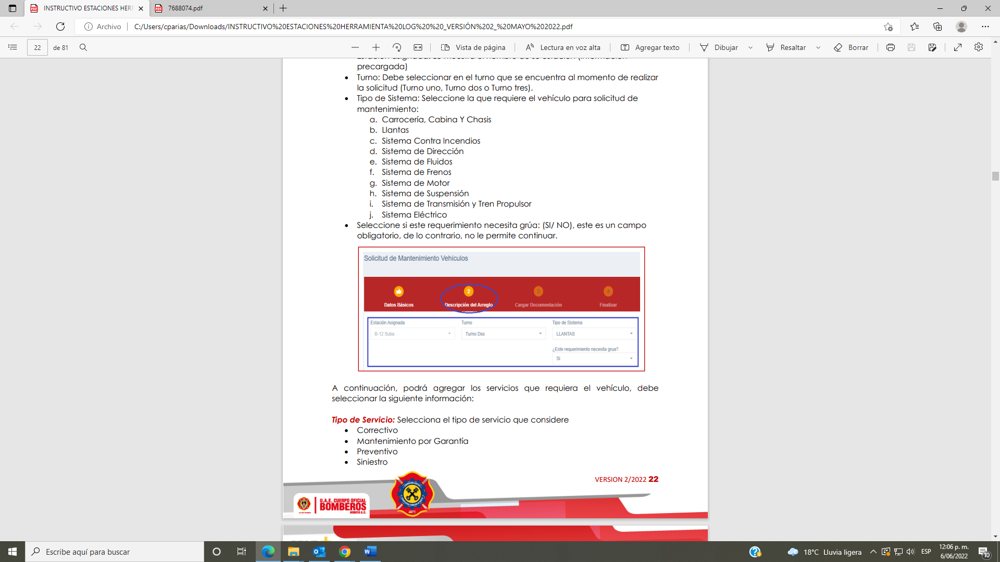 INSTRUCTIVO ESTACIONES HERR
7688074.pdf
Archivo
C:/Users/cparias/Downloads/INSTRUCTIVO%20ESTACIONES%20HERRAMIENTA%20LOG%20%20_VERSIÓN%202_%20MAYO%202022.pdf
22 de 81
Vista de página
Lectura en voz alta
Agregar texto
Dibujar
Resaltar
Borrar
precargada)
• Turno: Debe seleccionar en el turno que se encuentra al momento de realizar
la solicitud (Turno uno, Turno dos o Turno tres).
• Tipo de Sistema: Seleccione la que requiere el vehículo para solicitud de
mantenimiento:
a. Carrocería, Cabina Y Chasis
b. Llantas
c. Sistema Contra Incendios
d. Sistema de Dirección
e. Sistema de Fluidos
f. Sistema de Frenos
g. Sistema de Motor
h. Sistema de Suspensión
i. Sistema de Transmisión y Tren Propulsor
j. Sistema Eléctrico
• Seleccione si este requerimiento necesita grúa: (SI/ NO), este es un campo
obligatorio, de lo contrario, no le permite continuar.
Solicitud de Mantenimiento Vehículos
2 3 4
Datos Básicos Descripción del Arreglo Cargar Documentación Finalizar
Estación Asignada Turno Tipo de Sistema
B-12 Suba Turno Dos LLANTAS
¿Este requerimiento necesita grua?
Si
A continuación, podrá agregar los servicios que requiera el vehículo, debe
seleccionar la siguiente información:
Tipo de Servicio: Selecciona el tipo de servicio que considere
• Correctivo
• Mantenimiento por Garantía
• Preventivo
• Siniestro
VERSION 2/2022 22
U.A.E. CUERPO OFICIAL
BOMBEROS
BOGOTÁ D.C.
Escribe aquí para buscar
18°C Lluvia ligera
ESP
12:06 p. m.
6/06/2022
10